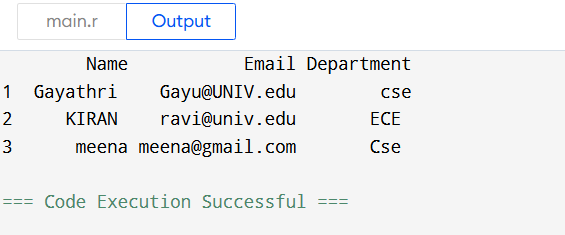 main.r Output
Name Email Department
1 Gayathri Gayu@UNIV.edu cse
2 KIRAN ravi@univ.edu ECE
3 meena meena@gmail.com Cse
=== Code Execution Successful ===